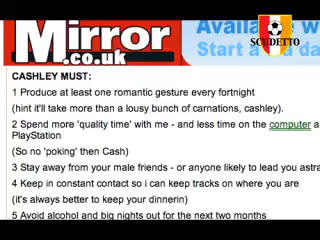 Mirror
.co.uk
Available w
Start a
da
SCUDETTO
CASHLEY MUST:
1 Produce at least one romantic gesture every fortnight
(hint it'll take more than a lousy bunch of carnations, cashley).
2 Spend more 'quality time' with me - and less time on the computer a
PlayStation
(So no 'poking' then Cash)
3 Stay away from your male friends - or anyone likely to lead you astra
4 Keep in constant contact so i can keep tracks on where you are
(it's always better to keep your dinnerin)
5 Avoid alcohol and big nights out for the next two months